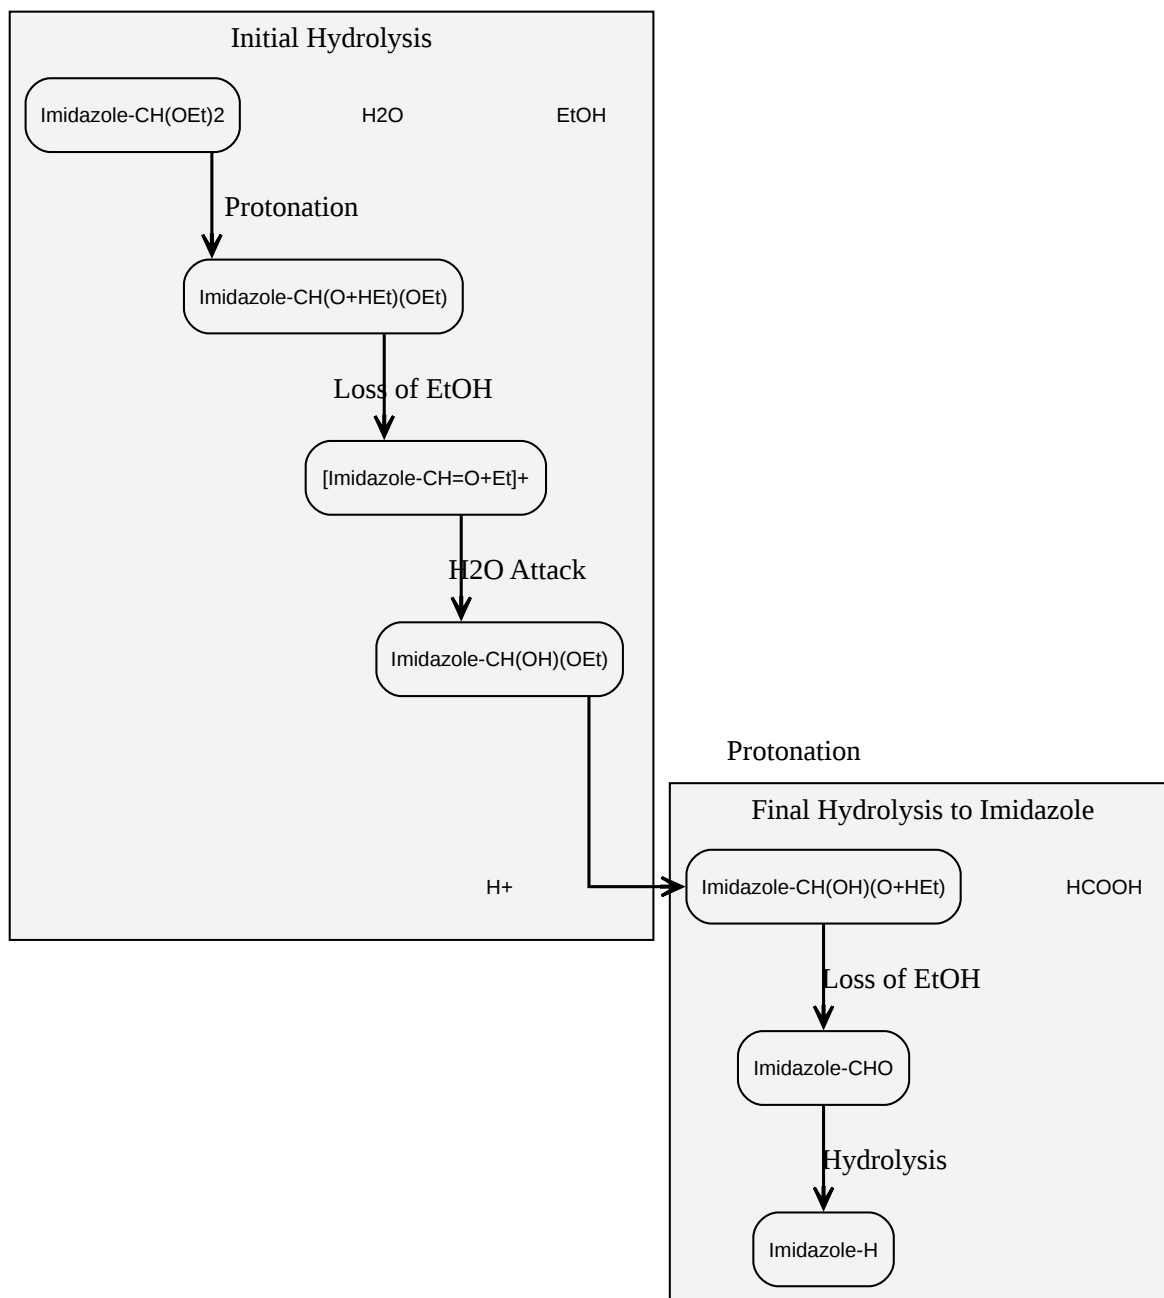 Initial Hydrolysis
Imidazole-CH(OEt)2
H2O
EtOH
Protonation
Imidazole-CH(O+HEt)(OEt)
Loss of EtOH
[Imidazole-CH=O+Et]+
H2O Attack
Imidazole-CH(OH)(OEt)
Protonation
Final Hydrolysis to Imidazole
H+
Imidazole-CH(OH)(O+HEt)
HCOOH
Loss of EtOH
Imidazole-CHO
Hydrolysis
Imidazole-H